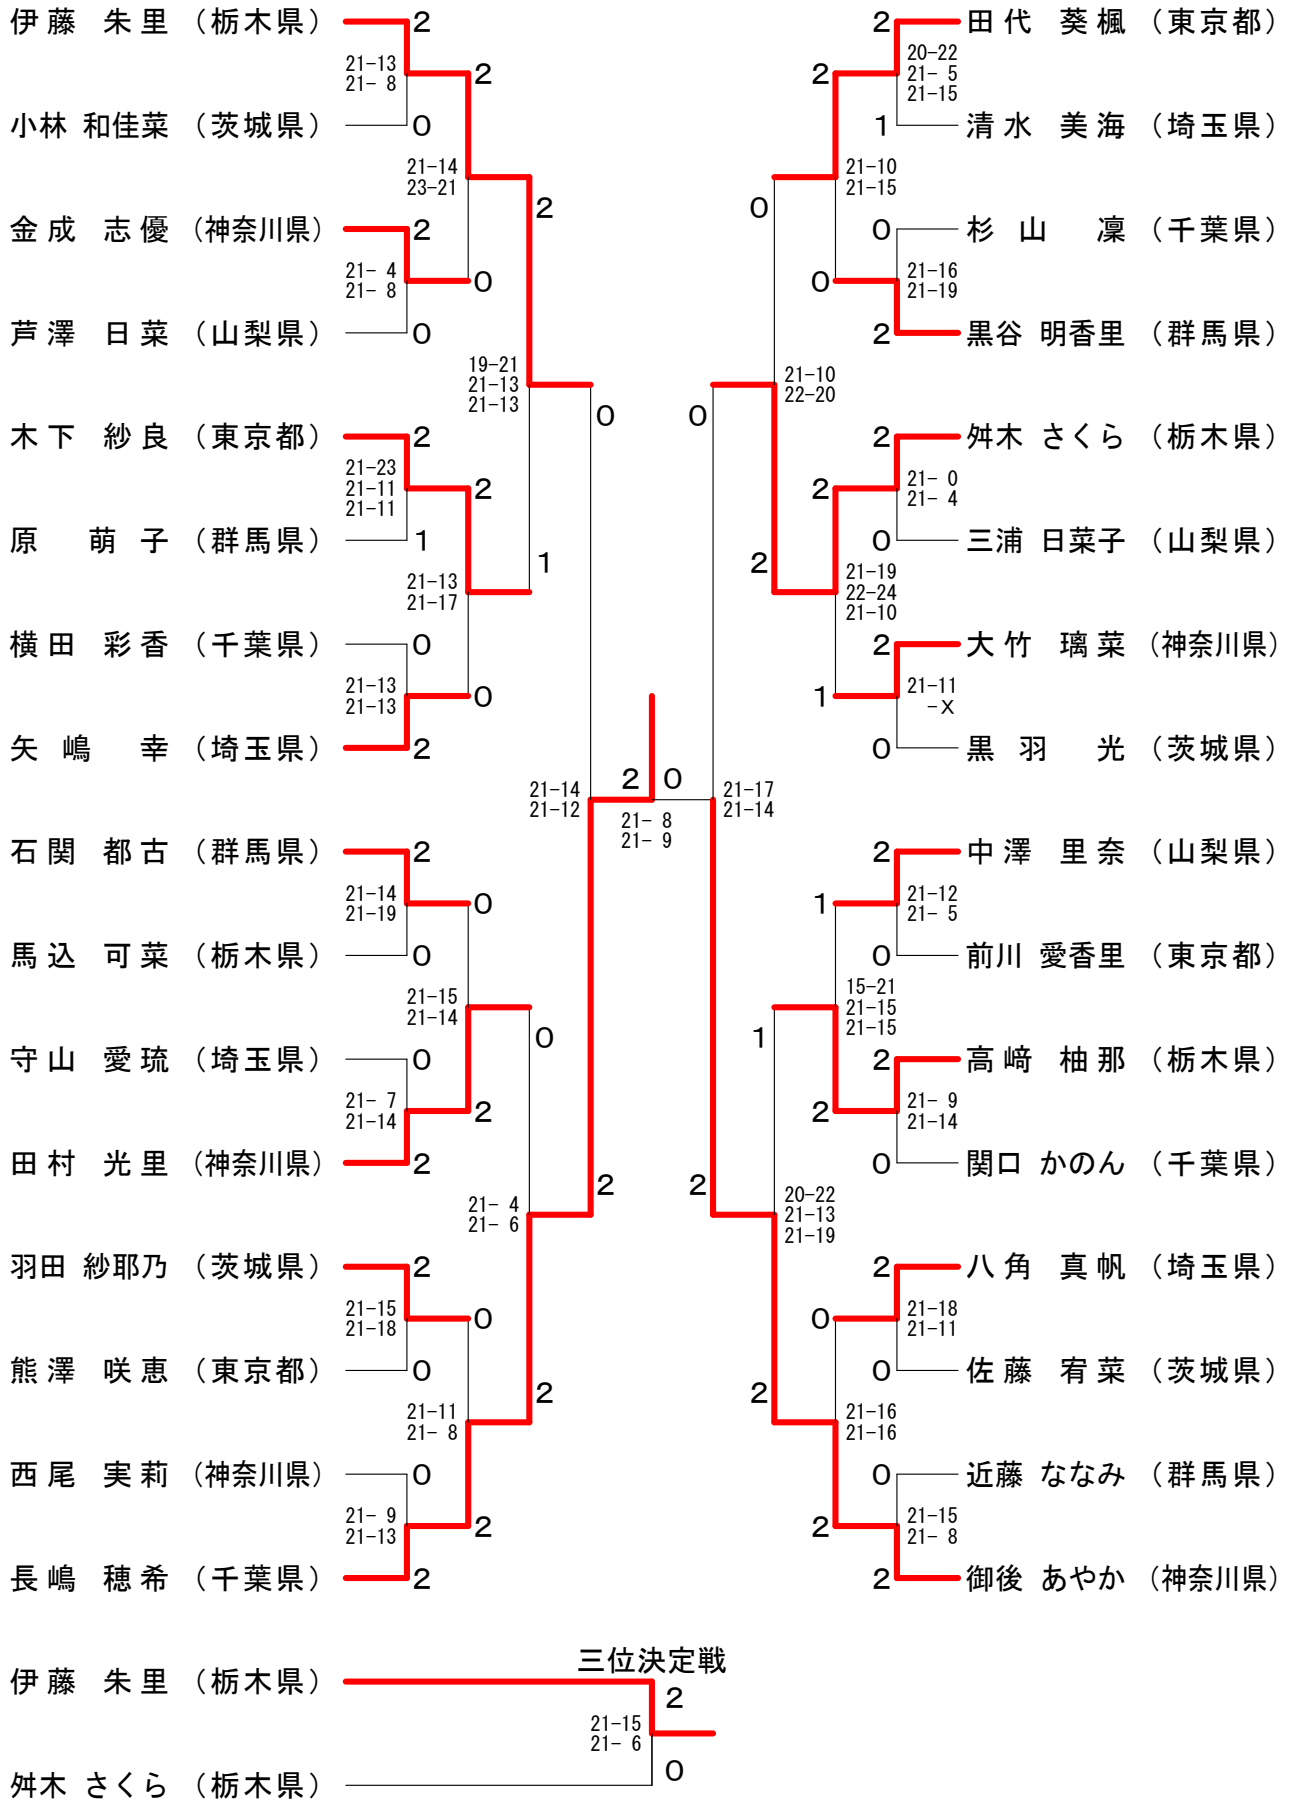 伊藤 朱里 (栃木県) 2
21-13
21- 8
2
小林 和佳菜 (茨城県) 0
21-14
23-21
2
金成 志優 (神奈川県) 2
21- 4
21- 8
0
芦澤 日菜 (山梨県) 0
19-21
21-13
21-13
0
木下 紗良 (東京都) 2
21-23
21-11
21-11
2
原 萌子 (群馬県) 1
21-13
21-17
1
横田 彩香 (千葉県) 0
21-13
21-13
0
矢嶋 幸 (埼玉県) 2
21-14
21-12
石関 都古 (群馬県) 2
21-14
21-19
0
馬込 可菜 (栃木県) 0
21-15
21-14
0
守山 愛琉 (埼玉県) 0
21- 7
21-14
2
田村 光里 (神奈川県) 2
21- 4
21- 6
2
羽田 紗耶乃 (茨城県) 2
21-15
21-18
0
熊澤 咲恵 (東京都) 0
21-11
21- 8
2
西尾 実莉 (神奈川県) 0
21- 9
21-13
2
長嶋 穂希 (千葉県) 2
2 0
21- 8
21- 9
2 田代 葵楓 (東京都)
20-22
21- 5
21-15
2
1 清水 美海 (埼玉県)
21-10
21-15
0
0 杉山 凜 (千葉県)
21-16
21-19
0
2 黒谷 明香里 (群馬県)
21-10
22-20
0
2 舛木 さくら (栃木県)
21- 0
21- 4
2
0 三浦 日菜子 (山梨県)
21-19
22-24
21-10
2
2 大竹 璃菜 (神奈川県)
21-11
-X
1
0 黒羽 光 (茨城県)
21-17
21-14
2 中澤 里奈 (山梨県)
21-12
21- 5
1
0 前川 愛香里 (東京都)
15-21
21-15
21-15
1
2 高﨑 柚那 (栃木県)
21- 9
21-14
2
0 関口 かのん (千葉県)
20-22
21-13
21-19
2
2 八角 真帆 (埼玉県)
21-18
21-11
0
0 佐藤 宥菜 (茨城県)
21-16
21-16
2
0 近藤 ななみ (群馬県)
21-15
21- 8
2
2 御後 あやか (神奈川県)
三位決定戦
伊藤 朱里 (栃木県) 2
21-15
21- 6
舛木 さくら (栃木県) 0